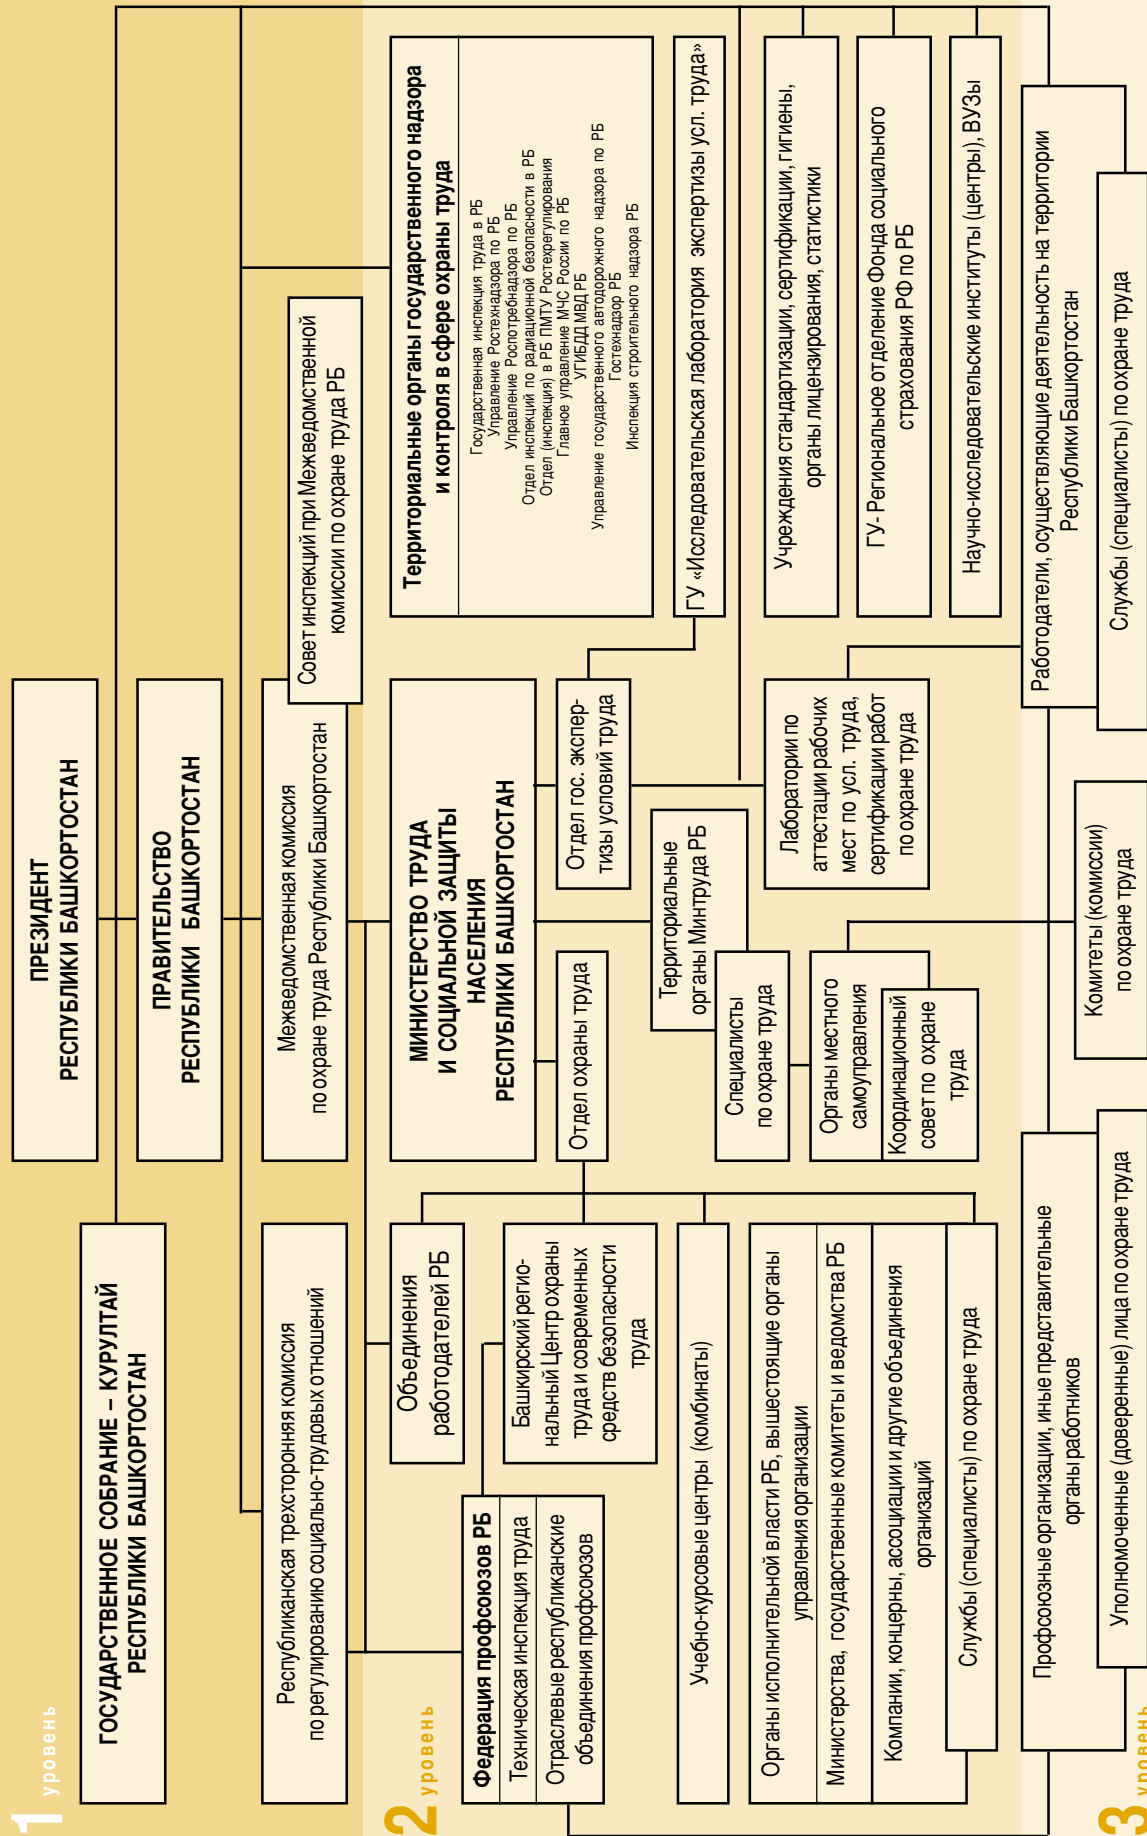 1 уровень
ПРЕЗИДЕНТ
РЕСПУБЛИКИ БАШКОРТОСТАН
ГОСУДАРСТВЕННОЕ СОБРАНИЕ – КУРУЛТАЙ
РЕСПУБЛИКИ БАШКОРТОСТАН
ПРАВИТЕЛЬСТВО
РЕСПУБЛИКИ БАШКОРТОСТАН
Республиканская трехсторонняя комиссия
по регулированию социально-трудовых отношений
Межведомственная комиссия
по охране труда Республики Башкортостан
Совет инспекций при Межведомственной
комиссии по охране труда РБ
2 уровень
Объединения
работодателей РБ
МИНИСТЕРСТВО ТРУДА
И СОЦИАЛЬНОЙ ЗАЩИТЫ
НАСЕЛЕНИЯ
РЕСПУБЛИКИ БАШКОРТОСТАН
Территориальные органы государственного надзора
и контроля в сфере охраны труда
Государственная инспекция труда в РБ
Управление Ростехнадзора по РБ
Управление Роспотребнадзора по РБ
Отдел инспекций по радиационной безопасности в РБ
Отдел (инспекция) в РБ ПМТУ Ростехрегулирования
Главное управление МЧС России по РБ
УГИБДД МВД РБ
Управление государственного автодорожного надзора по РБ
Гостехнадзор РБ
Инспекция строительного надзора РБ
Федерация профсоюзов РБ
Техническая инспекция труда
Отраслевые республиканские
объединения профсоюзов
Башкирский регио-
нальный Центр охраны
труда и современных
средств безопасности
труда
Отдел охраны труда
Отдел гос. экспер-
тизы условий труда
ГУ «Исследовательская лаборатория экспертизы усл. труда»
Учебно-курсовые центры (комбинаты)
Территориальные
органы Минтруда РБ
Специалисты
по охране труда
Лаборатории по
аттестации рабочих
мест по усл. труда,
сертификации работ
по охране труда
Учреждения стандартизации, сертификации, гигиены,
органы лицензирования, статистики
Органы исполнительной власти РБ, вышестоящие органы
управления организации
Министерства, государственные комитеты и ведомства РБ
Компании, концерны, ассоциации и другие объединения
организаций
Службы (специалисты) по охране труда
Органы местного
самоуправления
Координационный
совет по охране
труда
ГУ- Региональное отделение Фонда социального
страхования РФ по РБ
Научно-исследовательские институты (центры), ВУЗы
3 уровень
Профсоюзные организации, иные представительные
органы работников
Уполномоченные (доверенные) лица по охране труда
Комитеты (комиссии)
по охране труда
Работодатели, осуществляющие деятельность на территории
Республики Башкортостан
Службы (специалисты) по охране труда